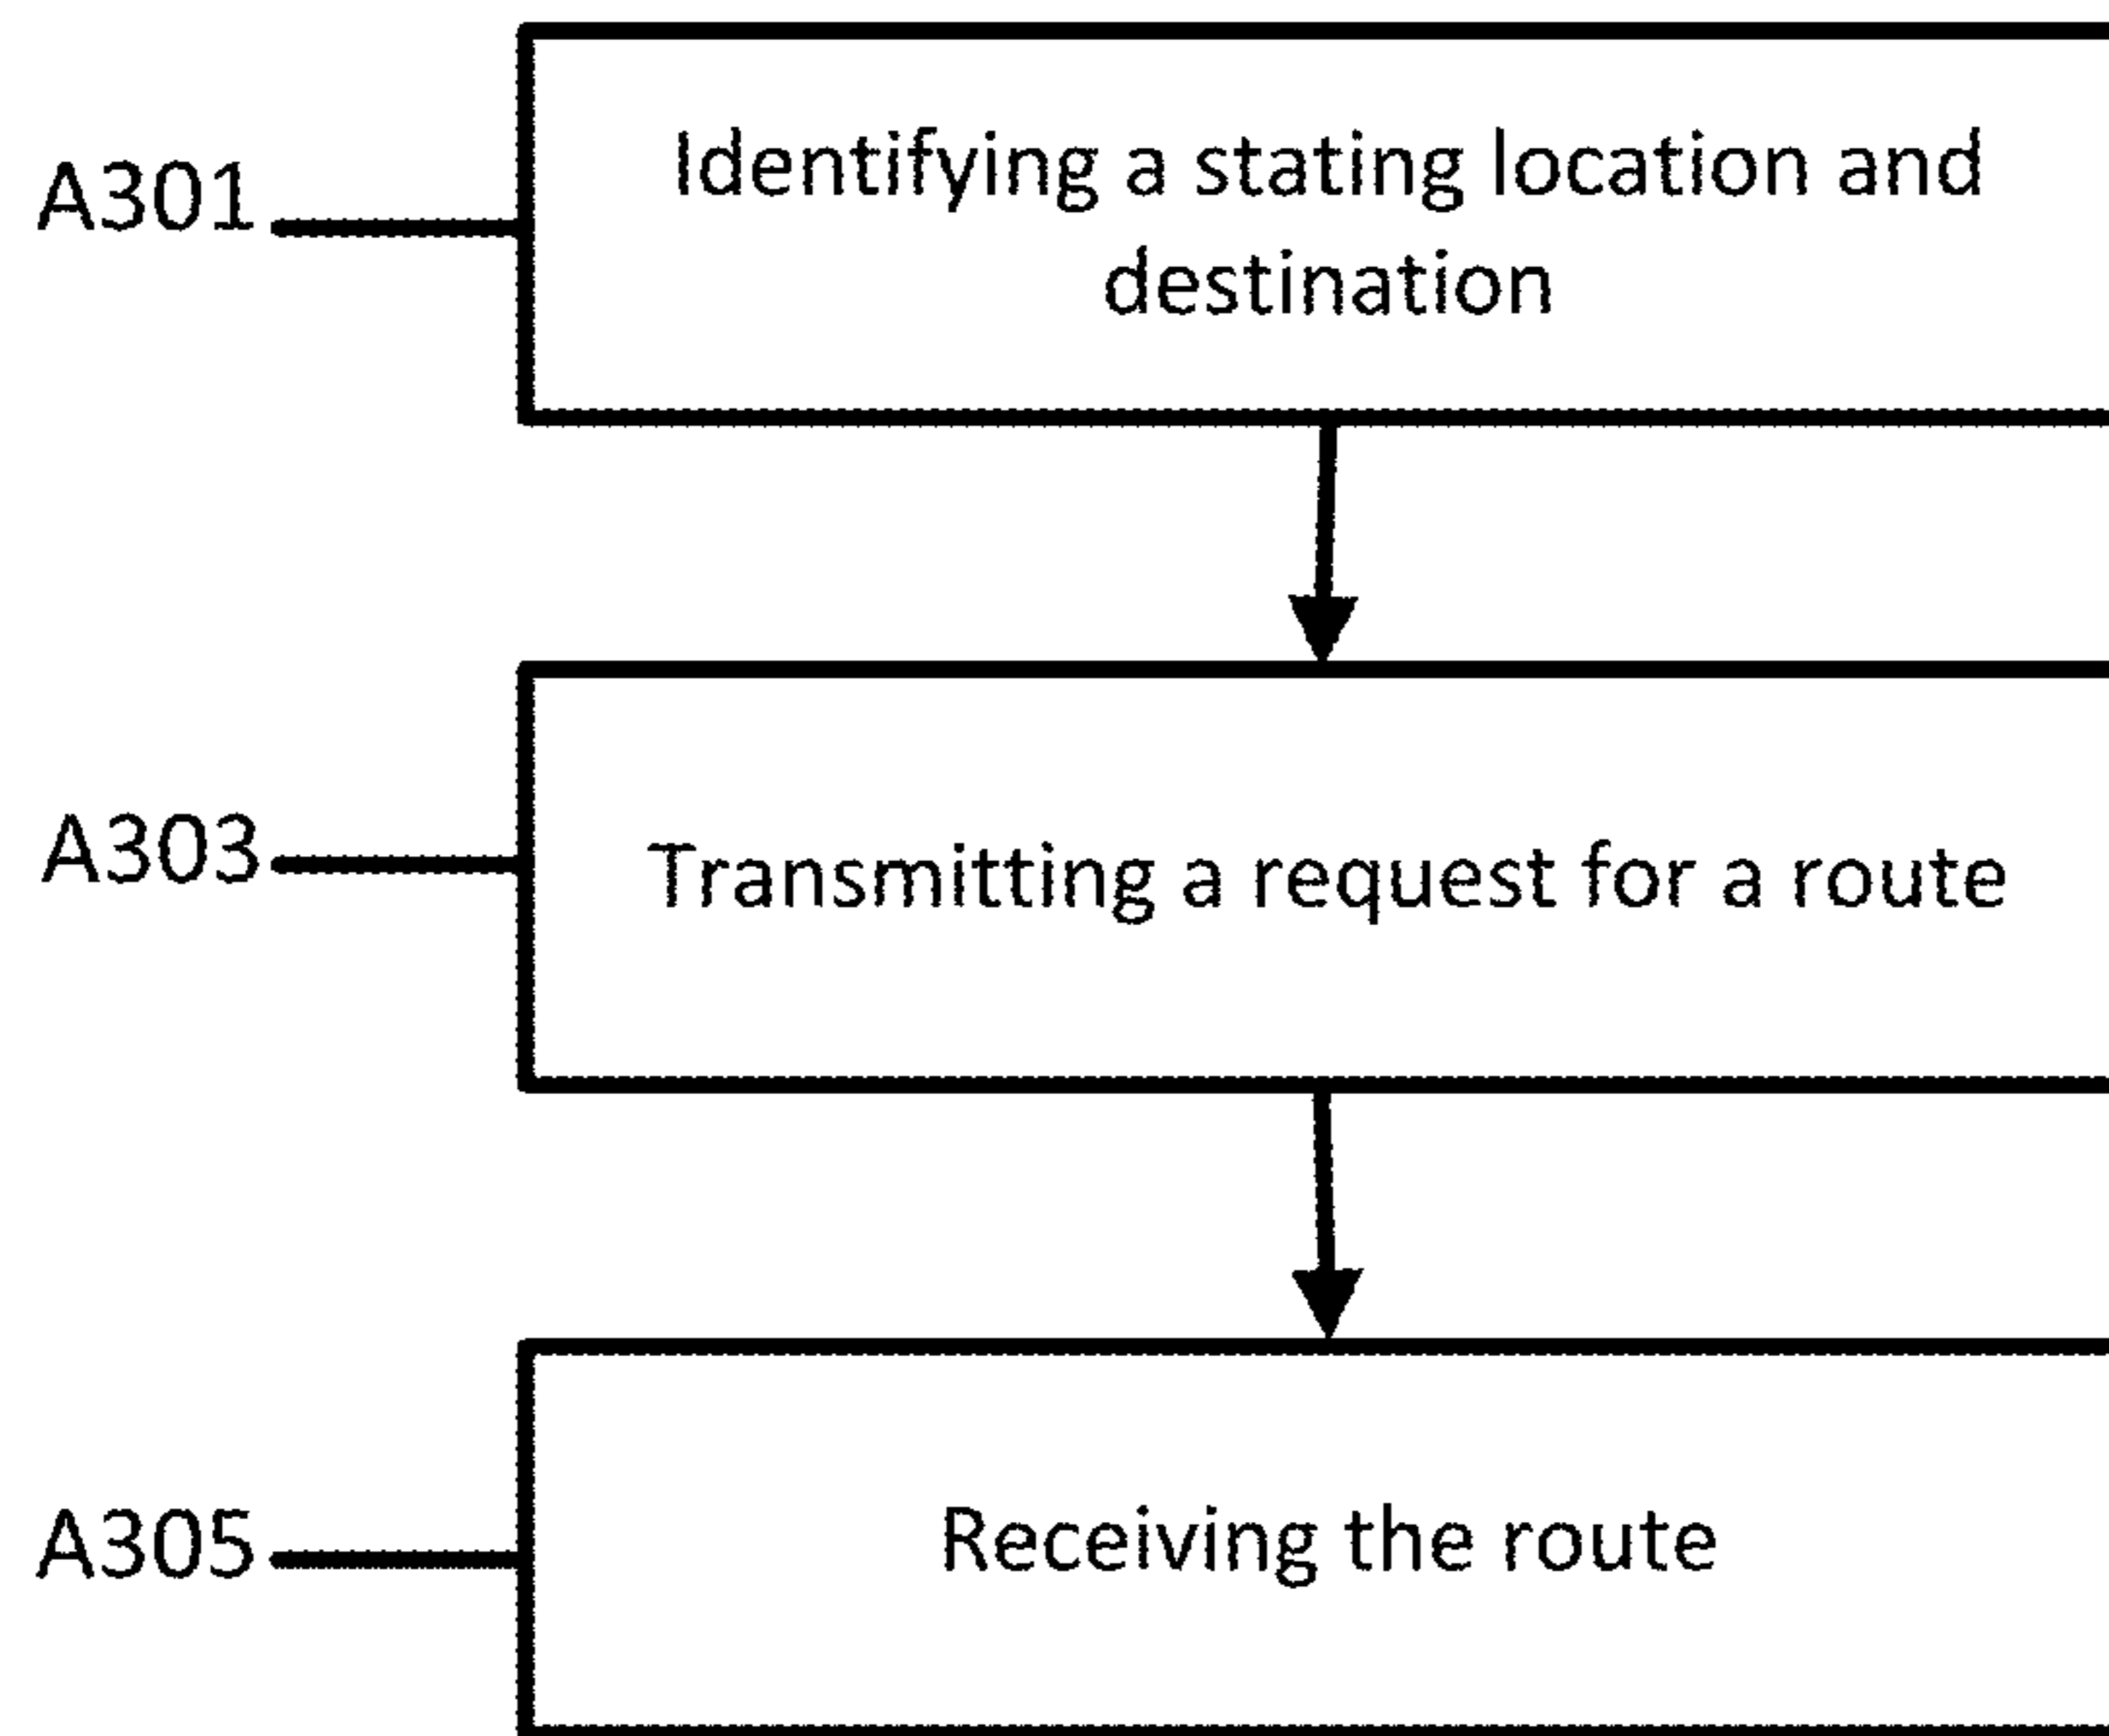 A301
Identifying a stating location and
destination
A303
Transmitting a request for a route
A305
Receiving the route